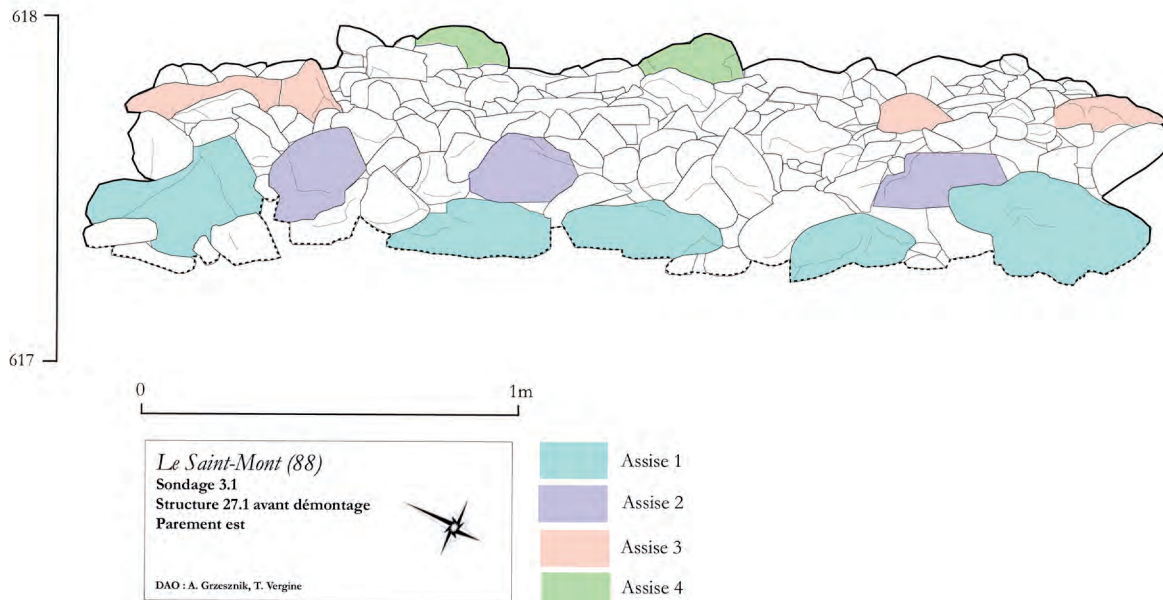 618
617
0
1m
Le Saint-Mont (88)
Sondage 3.1
Structure 27.1 avant démontage
Parement est
DAO : A. Grzesznik, T. Vergine
Assise 1
Assise 2
Assise 3
Assise 4